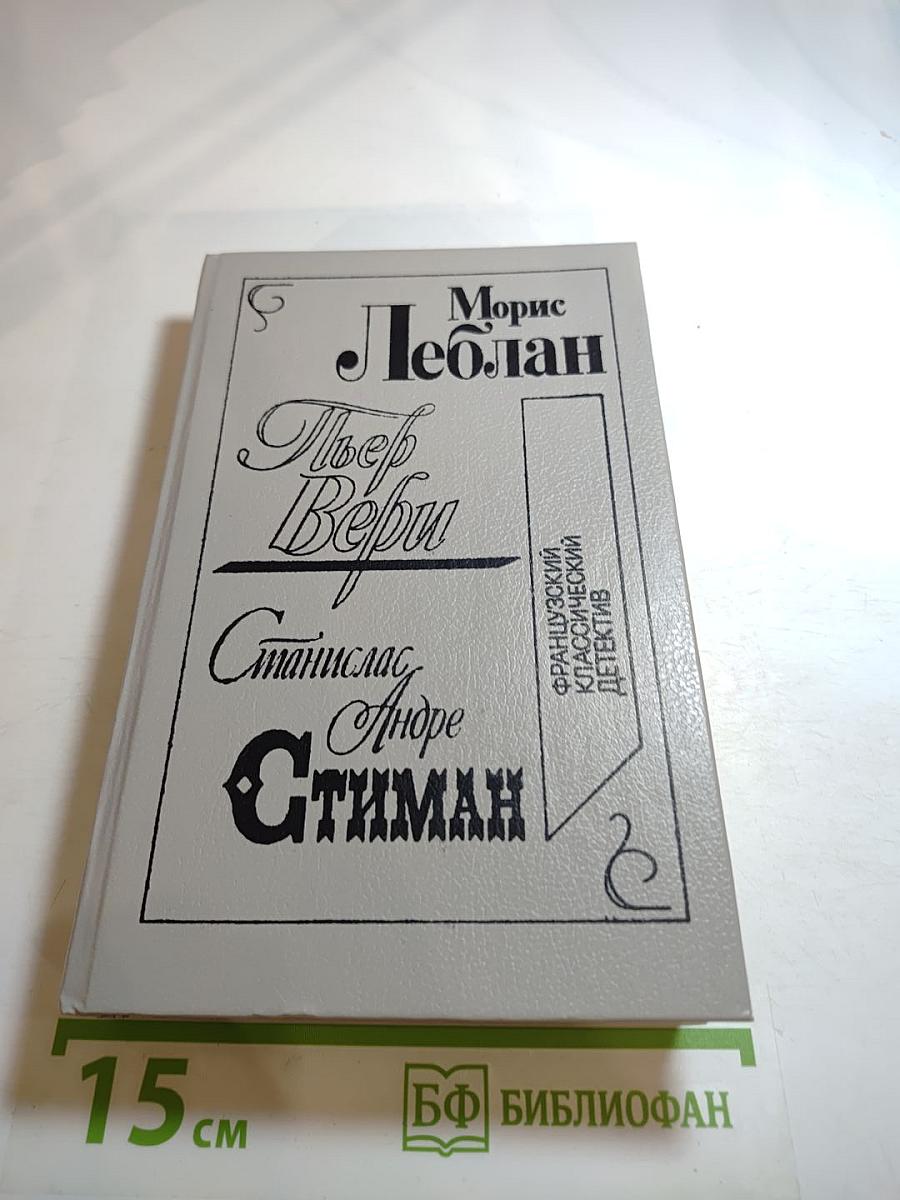 Морис
Леблан
Пьер
Вери
Станислас
Андре
Стиман
ФРАНЦУЗСКИЙ
КЛАССИЧЕСКИЙ
ДЕТЕКТИВ
15 см
БФ БИБЛИОФАН